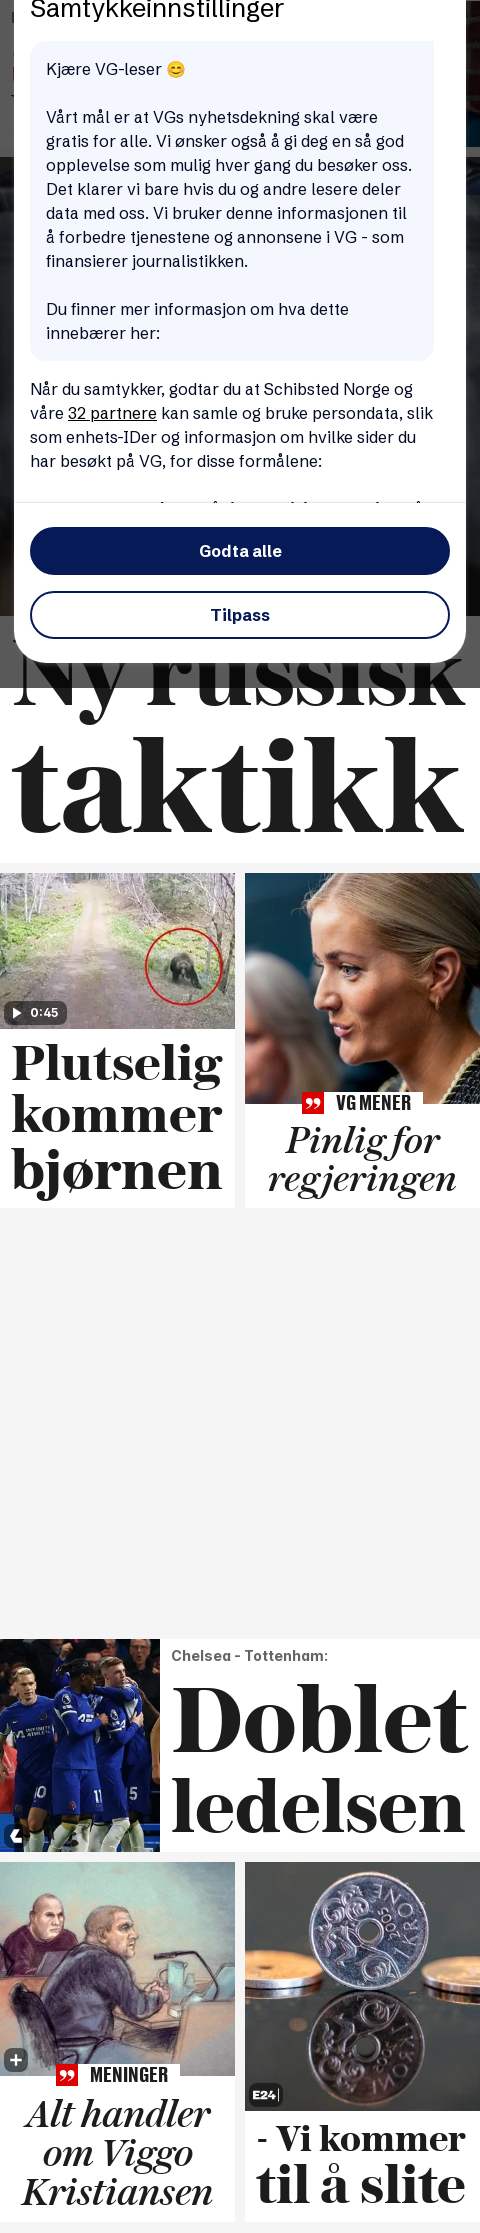 Samtykkeinnstillinger
Kjære VG-leser 😊
Vårt mål er at VGs nyhetsdekning skal være
gratis for alle. Vi ønsker også å gi deg en så god
opplevelse som mulig hver gang du besøker oss.
Det klarer vi bare hvis du og andre lesere deler
data med oss. Vi bruker denne informasjonen til
å forbedre tjenestene og annonsene i VG - som
finansierer journalistikken.
Du finner mer informasjon om hva dette
innebærer her:
Når du samtykker, godtar du at Schibsted Norge og
våre 32 partnere kan samle og bruke persondata, slik
som enhets-IDer og informasjon om hvilke sider du
har besøkt på VG, for disse formålene:
Godta alle
Tilpass
Ny russisk
taktikk
0:45
Plutselig
kommer
bjørnen
VG MENER
Pinlig for
regjeringen
Chelsea - Tottenham:
Doblet
ledelsen
MENINGER
Alt handler
om Viggo
Kristiansen
1 KRONE
2005
E24
- Vi kommer
til å slite